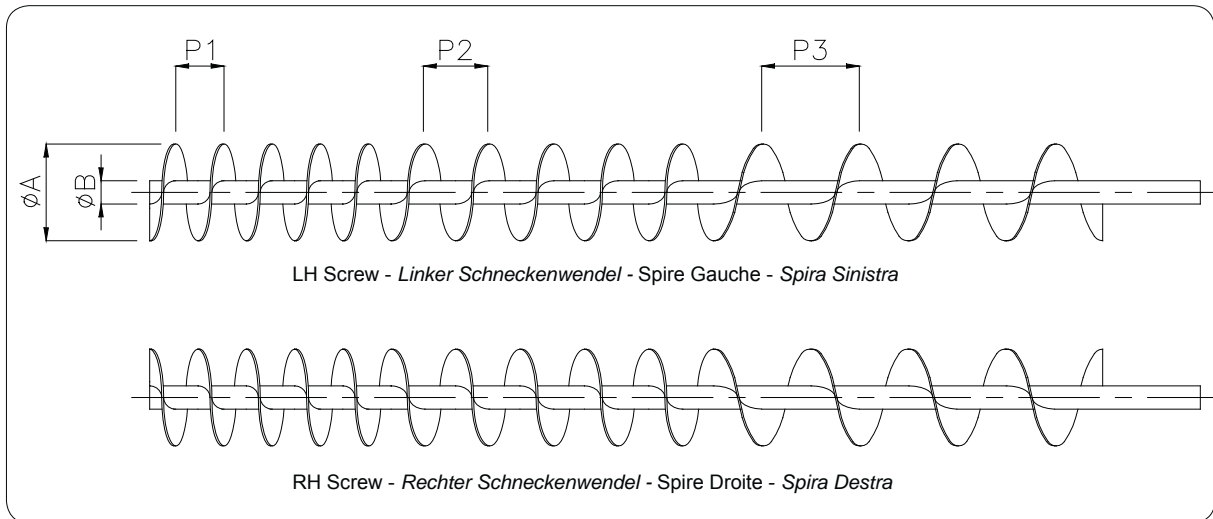 P1
P2
P3
øA
øB
LH Screw - Linker Schneckenwendel - Spire Gauche - Spira Sinistra
RH Screw - Rechter Schneckenwendel - Spire Droite - Spira Destra